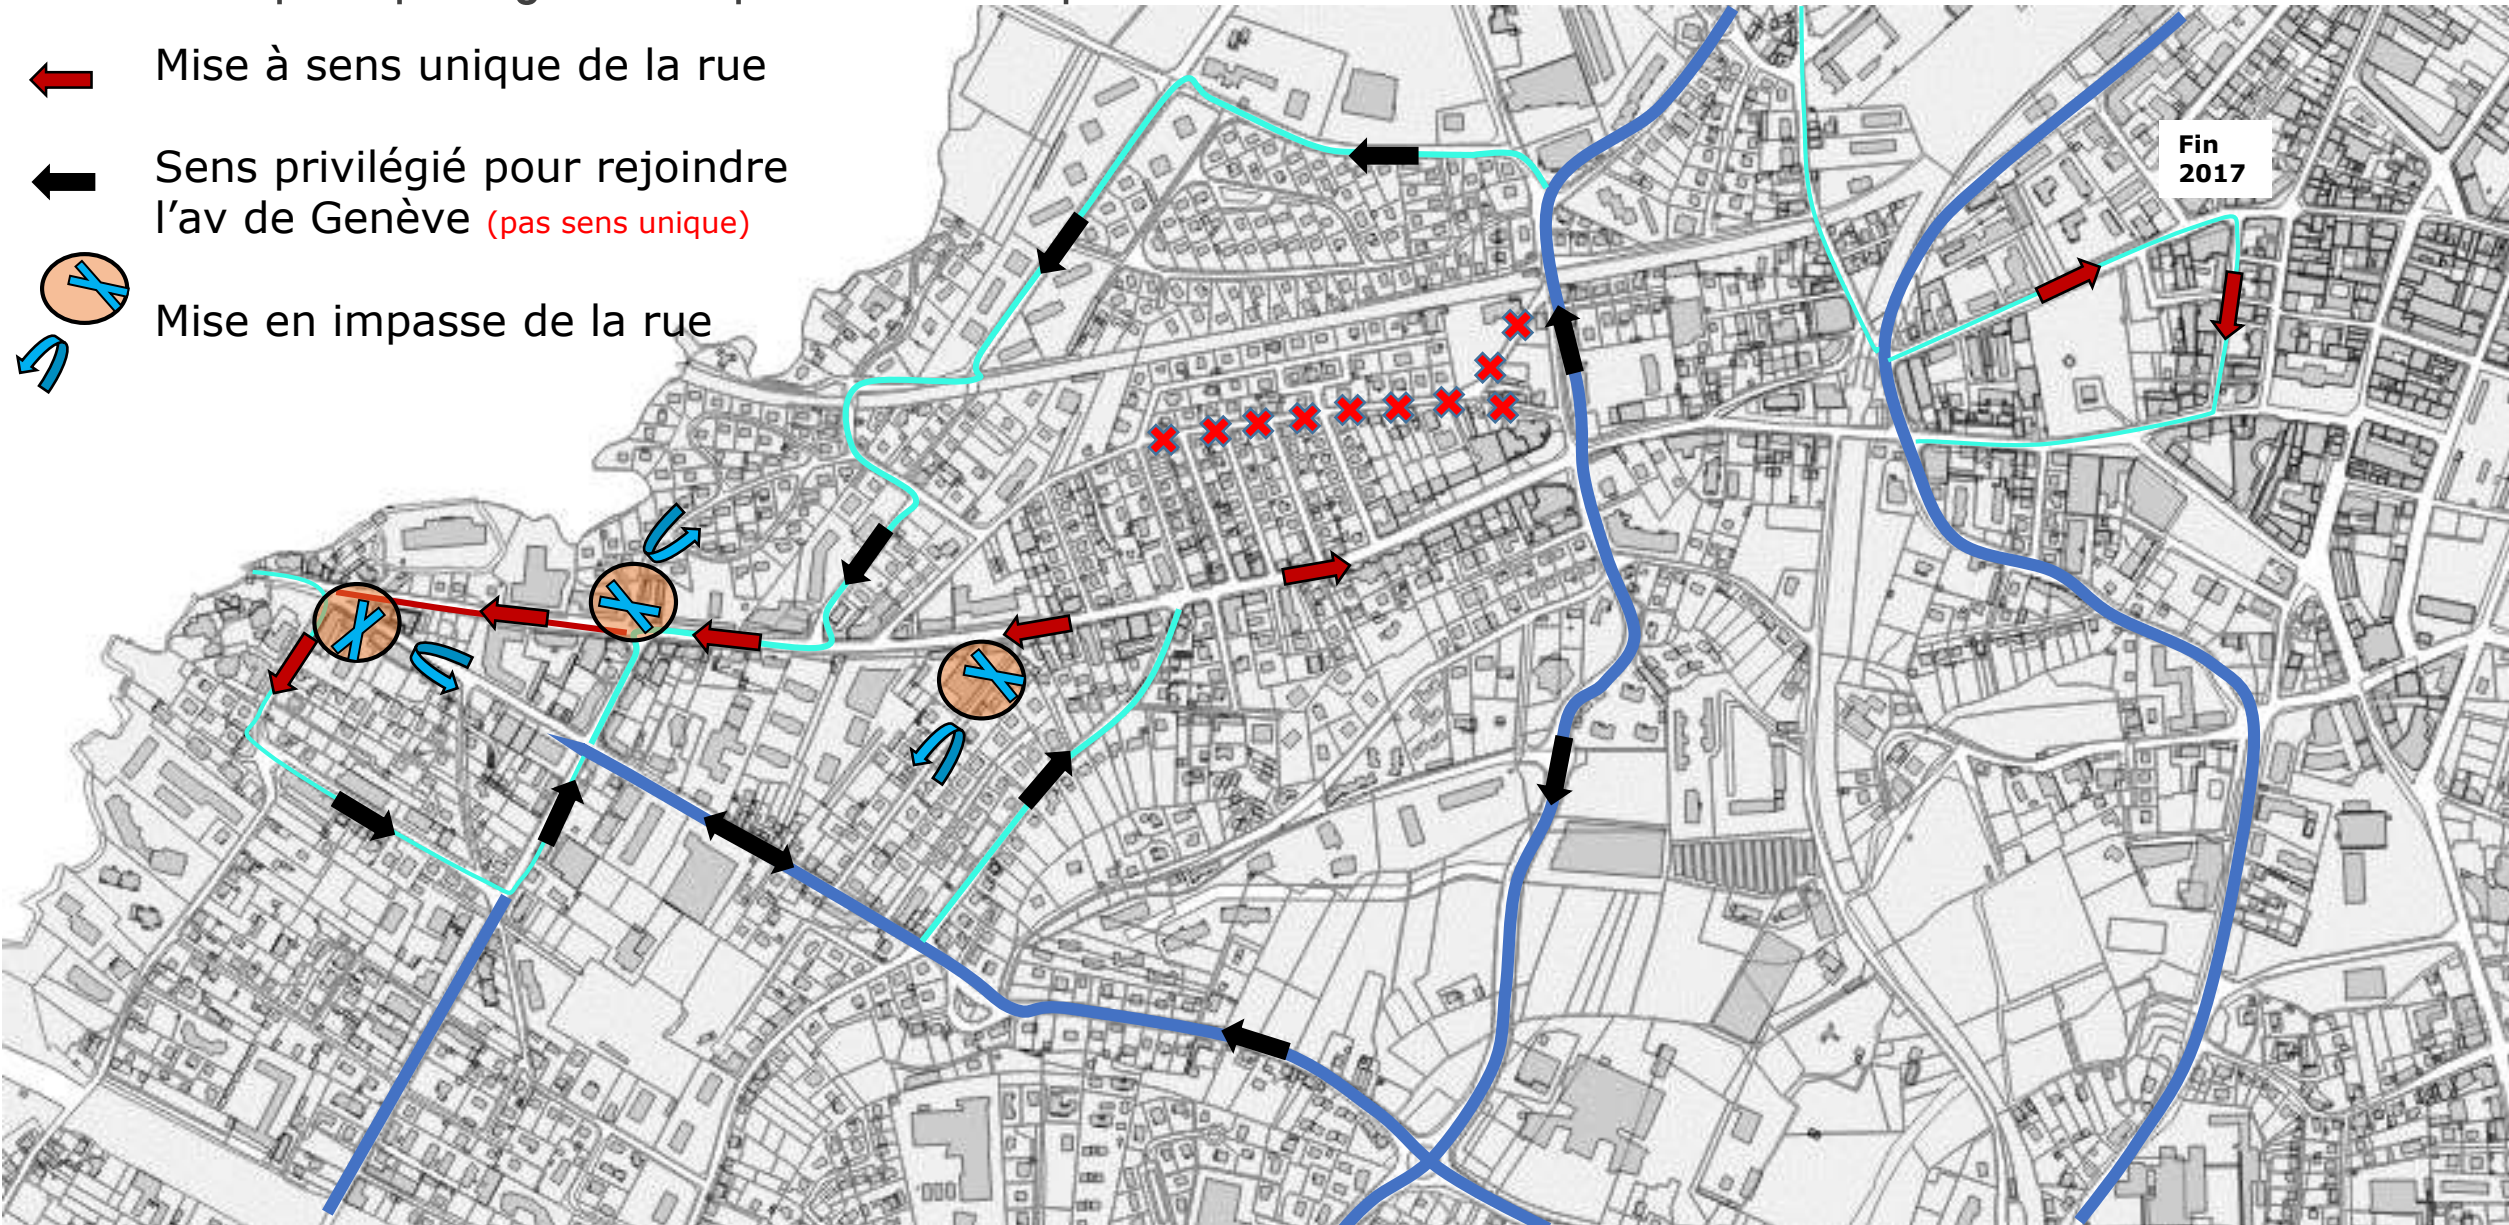 Mise à sens unique de la rue
Sens privilégié pour rejoindre
l’av de Genève (pas sens unique)
Mise en impasse de la rue
Fin
2017